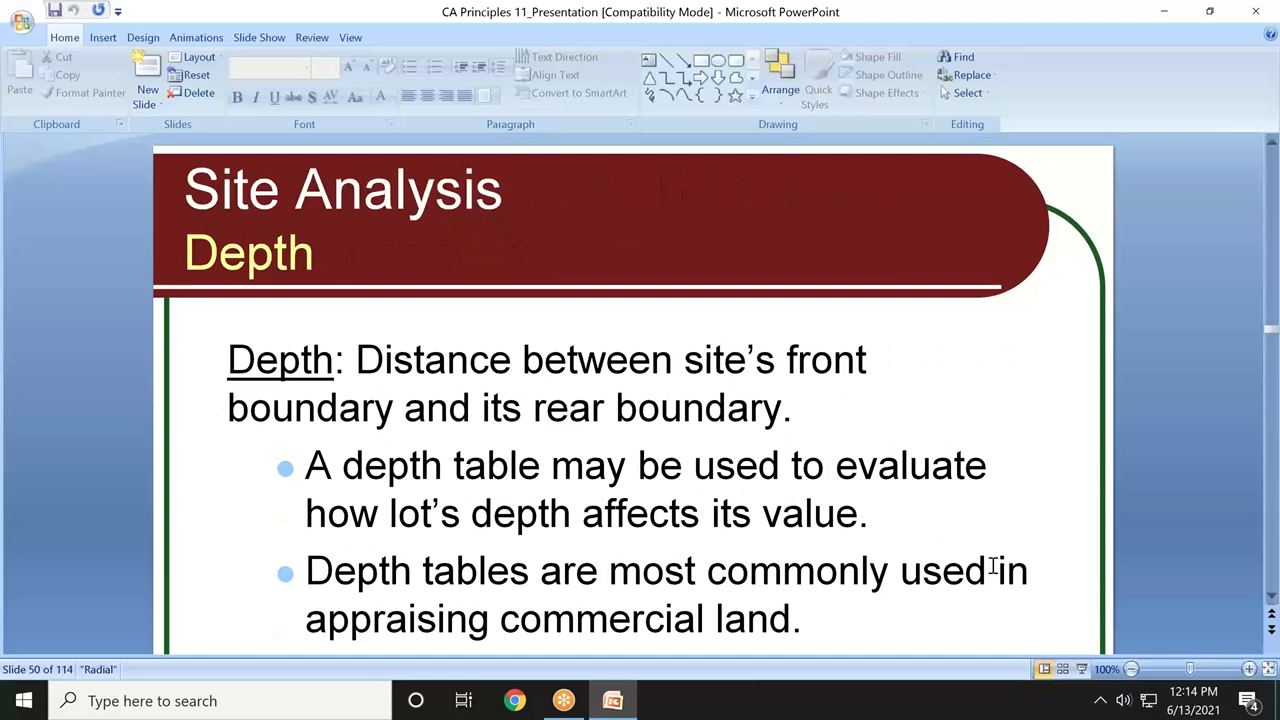 CA Principles 11_Presentation [Compatibility Mode] - Microsoft PowerPoint
Home Insert Design Animations Slide Show Review View
Paste
Cut
Copy
Format Painter
Clipboard
New
Slide
Layout
Reset
Delete
Slides
B I U abc S AV Aa A
Font
Text Direction
Align Text
Convert to SmartArt
Paragraph
Arrange
Quick
Styles
Shape Fill
Shape Outline
Shape Effects
Drawing
Find
Replace
Select
Editing
Site Analysis
Depth
Depth: Distance between site’s front
boundary and its rear boundary.
A depth table may be used to evaluate
how lot’s depth affects its value.
Depth tables are most commonly used in
appraising commercial land.
Slide 50 of 114 "Radial" 100%
Type here to search
12:14 PM
6/13/2021
4